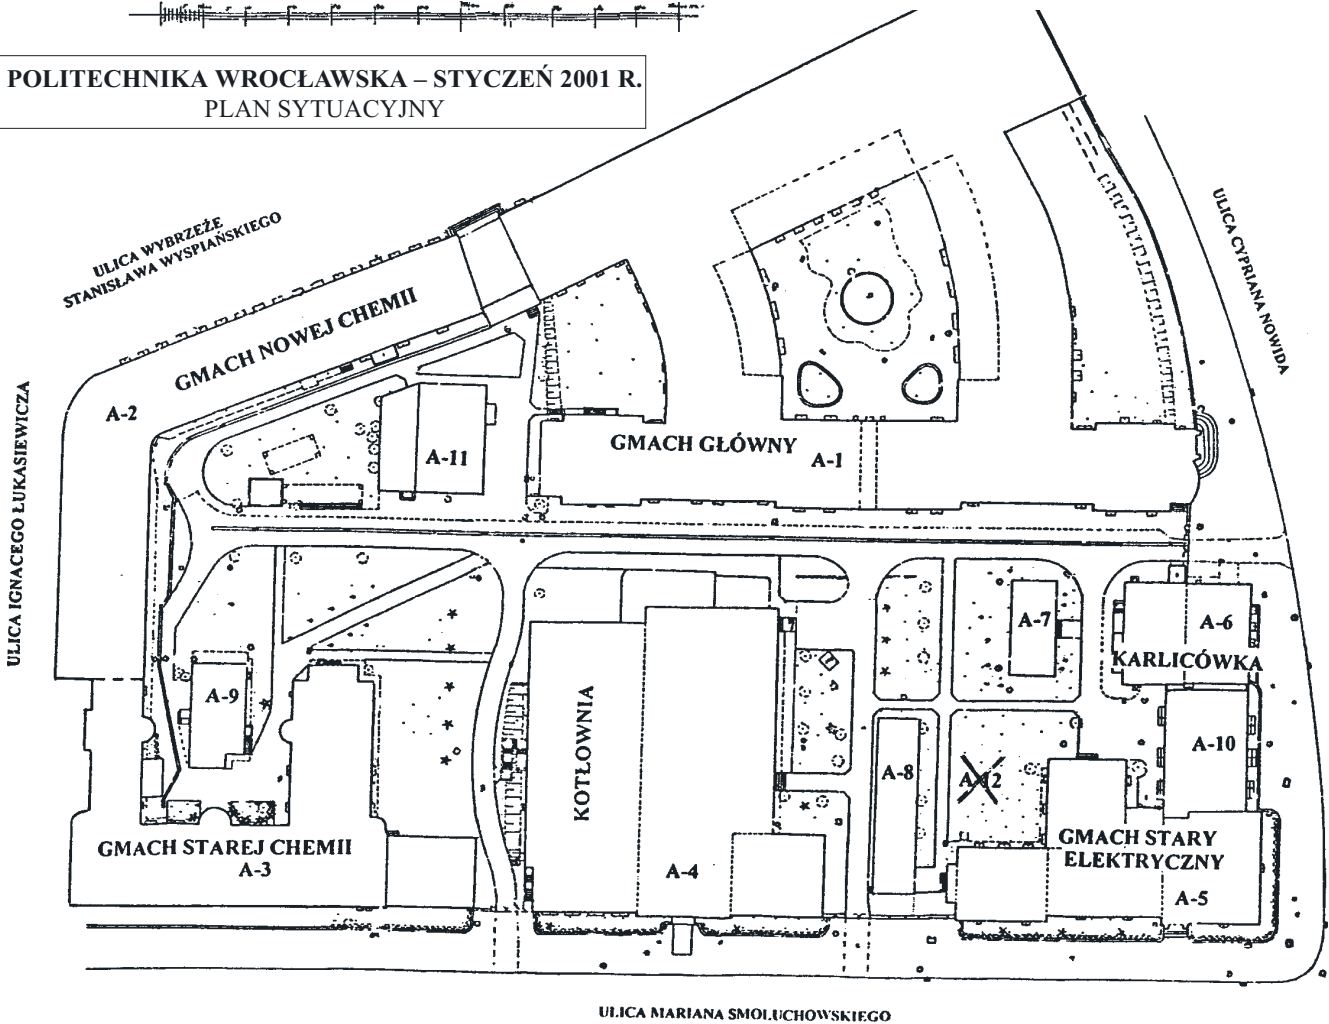 POLITECHNIKA WROCŁAWSKA – STYCZEŃ 2001 R.
PLAN SYTUACYJNY
ULICA WYBRZEŻE
STANISŁAWA WYSPIAŃSKIEGO
ULICA CYPRIANA NOWIDA
GMACH NOWEJ CHEMII
A-2
ULICA IGNACEGO ŁUKASIEWICZA
A-11
GMACH GŁÓWNY
A-1
A-7
A-6
KARLICÓWKA
A-9
KOTŁOWNIA
A-10
A-8
A-12
GMACH STAREJ CHEMII
A-3
A-4
GMACH STARY
ELEKTRYCZNY
A-5
ULICA MARIANA SMOLUCHOWSKIEGO